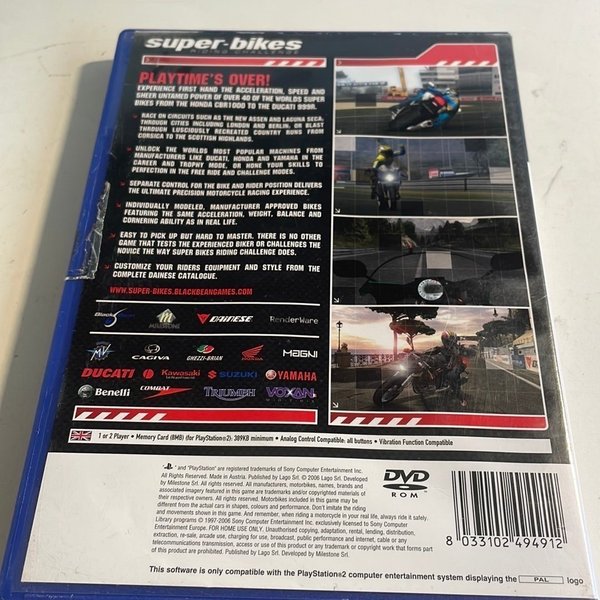 super-bikes
RIDING CHALLENGE
PLAYTIME'S OVER!
EXPERIENCE FIRST HAND THE ACCELERATION, SPEED AND
SHEER UNTAMED POWER OF OVER 40 OF THE WORLDS SUPER
BIKES FROM THE HONDA CBR1000 TO THE DUCATI 999R.
RACE ON CIRCUITS SUCH AS THE NEW ASSEN AND LAGUNA SECA,
THROUGH CITIES INCLUDING LONDON AND BERLIN, OR BLAST
THROUGH LUSCIOUSLY RECREATED COUNTRY RUNS FROM
CORSICA TO THE SCOTTISH HIGHLANDS.
UNLOCK THE WORLDS MOST POPULAR MACHINES FROM
MANUFACTURERS LIKE DUCATI, HONDA AND YAMAHA IN THE
CAREER AND TROPHY MODE. OR HONE YOUR SKILLS TO
PERFECTION IN THE FREE RIDE AND CHALLENGE MODES.
SEPARATE CONTROL FOR THE BIKE AND RIDER POSITION DELIVERS
THE ULTIMATE PRECISION MOTORCYCLE RACING EXPERIENCE.
INDIVIDUALLY MODELED, MANUFACTURER APPROVED BIKES
FEATURING THE SAME ACCELERATION, WEIGHT, BALANCE AND
CORNERING ABILITY AS IN REAL LIFE.
EASY TO PICK UP BUT HARD TO MASTER. THERE IS NO OTHER
GAME THAT TESTS THE EXPERIENCED BIKER OR CHALLENGES THE
NOVICE THE WAY SUPER BIKES RIDING CHALLENGE DOES.
CUSTOMIZE YOUR RIDERS EQUIPMENT AND STYLE FROM THE
COMPLETE DAINESE CATALOGUE.
WWW.SUPER-BIKES.BLACKBEANGAMES.COM
MILESTONE DAINESE RenderWare
MV CAGIVA GHEZZI-BRIAN HONDA MAGNI
DUCATI Kawasaki SUZUKI YAMAHA
Benelli COMBAT TRIUMPH VOXAN
1 or 2 Player • Memory Card (8MB) (for PlayStation®2): 389KB minimum • Analog Control Compatible: all buttons • Vibration Function Compatible
and "PlayStation" are registered trademarks of Sony Computer Entertainment Inc.
All Rights Reserved. Made in Austria. Published by Lago Srl. © 2006 Lago Srl. Developed
by Milestone Srl. All rights reserved. All manufacturers, motorbikes, names, brands and
associated imagery featured in this game are trademarks and/or copyrighted materials of
their respective owners. All rights reserved. Motorbikes included in this game may be
different from the actual cars in shapes, colours and performance. Don't imitate the riding
and movements shown in this game. And remember, when riding a motorcycle in your real life, always ride it safely.
Library programs © 1997-2006 Sony Computer Entertainment Inc. exclusively licensed to Sony Computer
Entertainment Europe. FOR HOME USE ONLY. Unauthorised copying, adaptation, rental, lending, distribution,
extraction, re-sale, arcade use, charging for use, broadcast, public performance and internet, cable or any
telecommunications transmission, access or use of this product or any trademark or copyright work that forms part
of this product are prohibited. Published by Lago Srl. Developed by Milestone Srl.
DVD
ROM
8 033102 494912
This software is only compatible with the PlayStation®2 computer entertainment system displaying the PAL logo